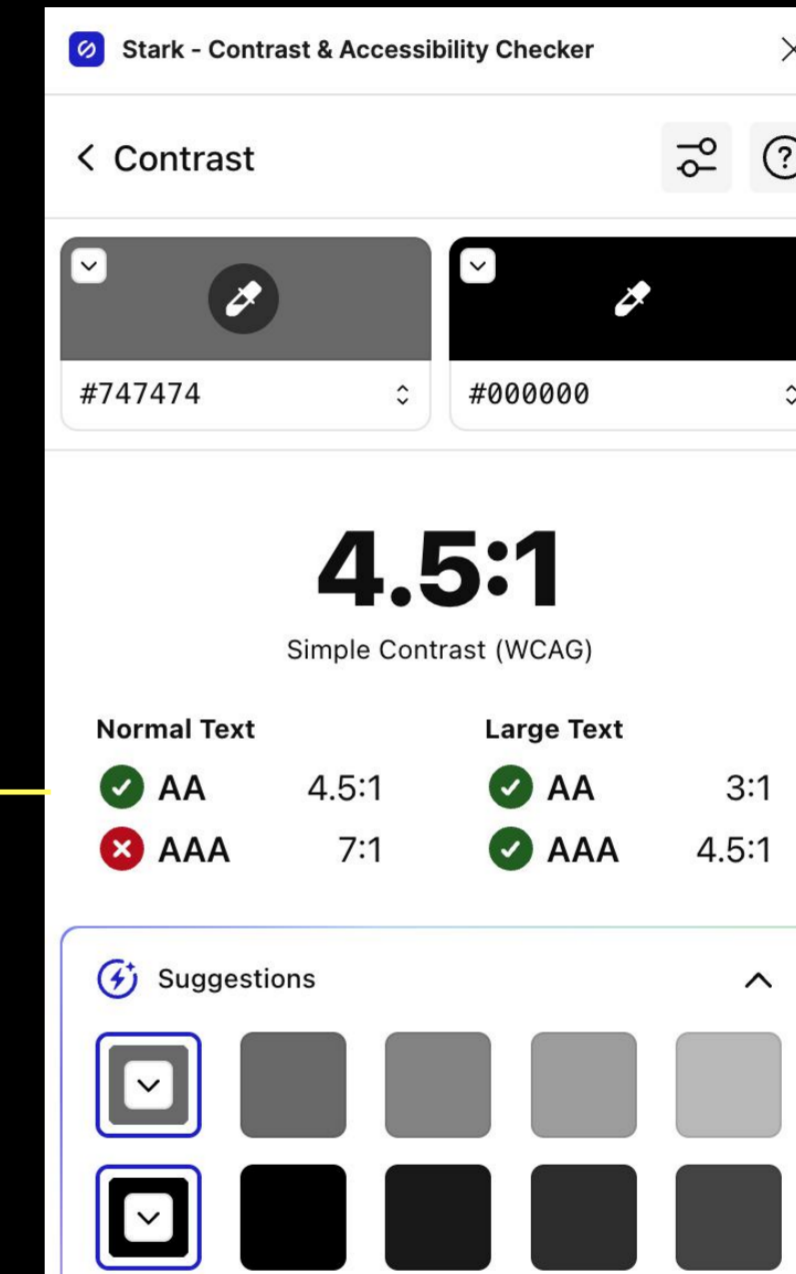 Stark - Contrast & Accessibility Checker
Contrast
#747474
#000000
4.5:1
Simple Contrast (WCAG)
Normal Text Large Text
AA 4.5:1 AA 3:1
AAA 7:1 AAA 4.5:1
Suggestions